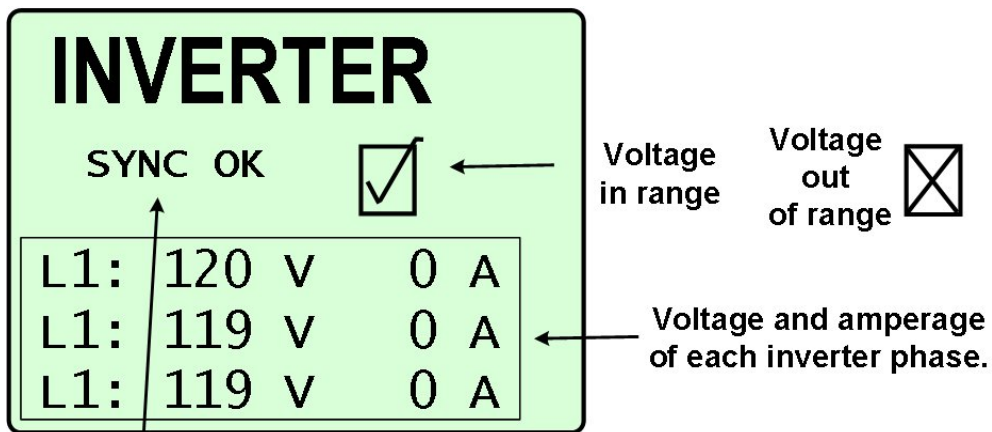 INVERTER
SYNC OK
Voltage
in range
Voltage
out
of range
L1: 120 V 0 A
L1: 119 V 0 A
L1: 119 V 0 A
Voltage and amperage
of each inverter phase.